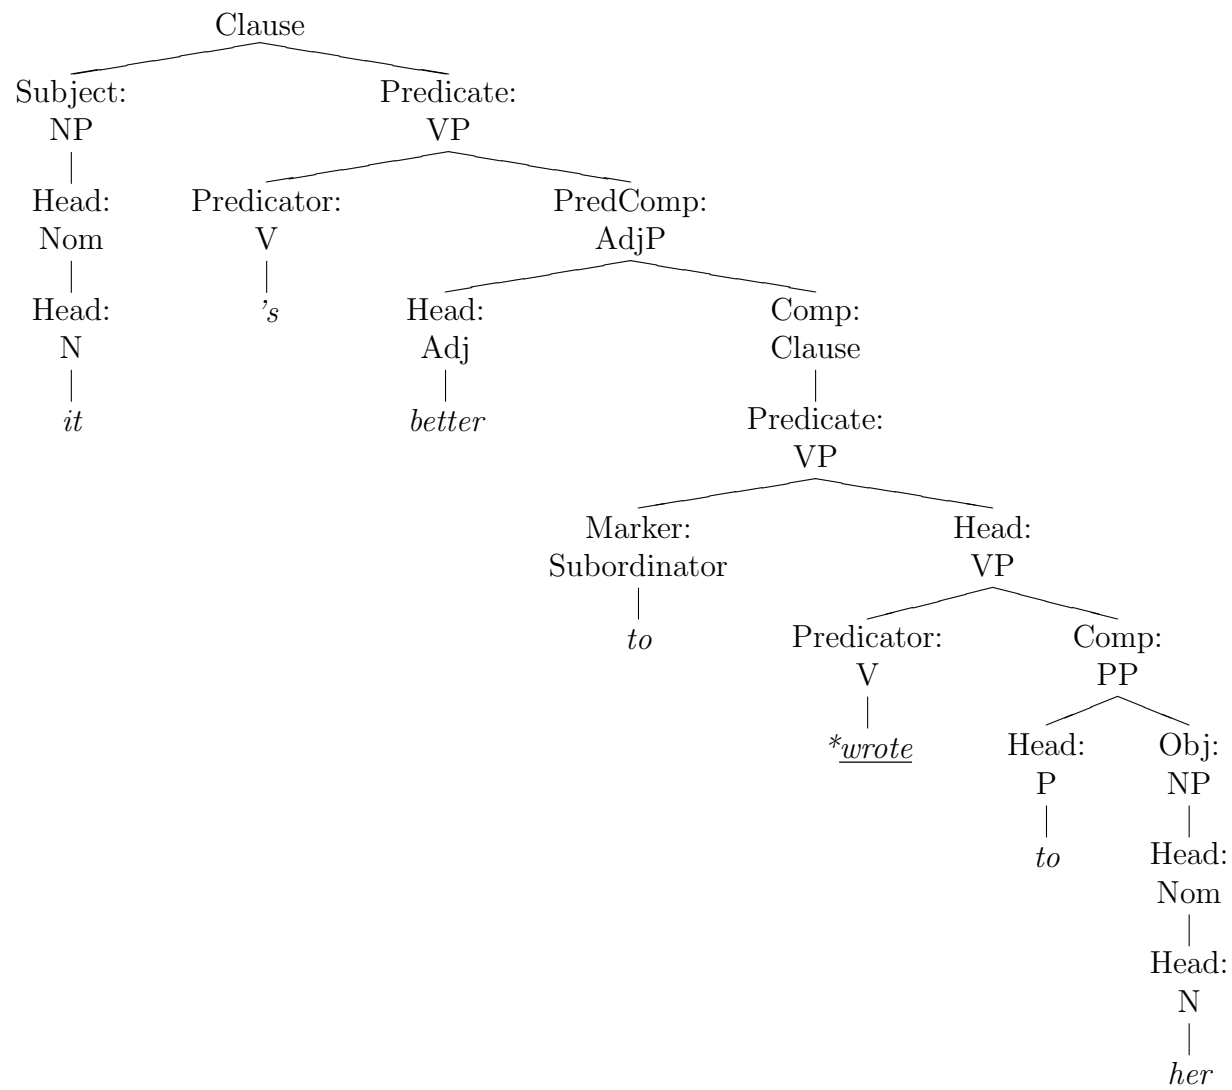 Clause
Subject: Predicate:
NP VP
Head: Predicator: PredComp:
Nom V AdjP
Head: 's Head: Comp:
N Adj Clause
it better Predicate:
VP
Marker: Head:
Subordinator VP
to Predicator: Comp:
V PP
*wrote Head: Obj:
P NP
to Head:
Nom
Head:
N
her